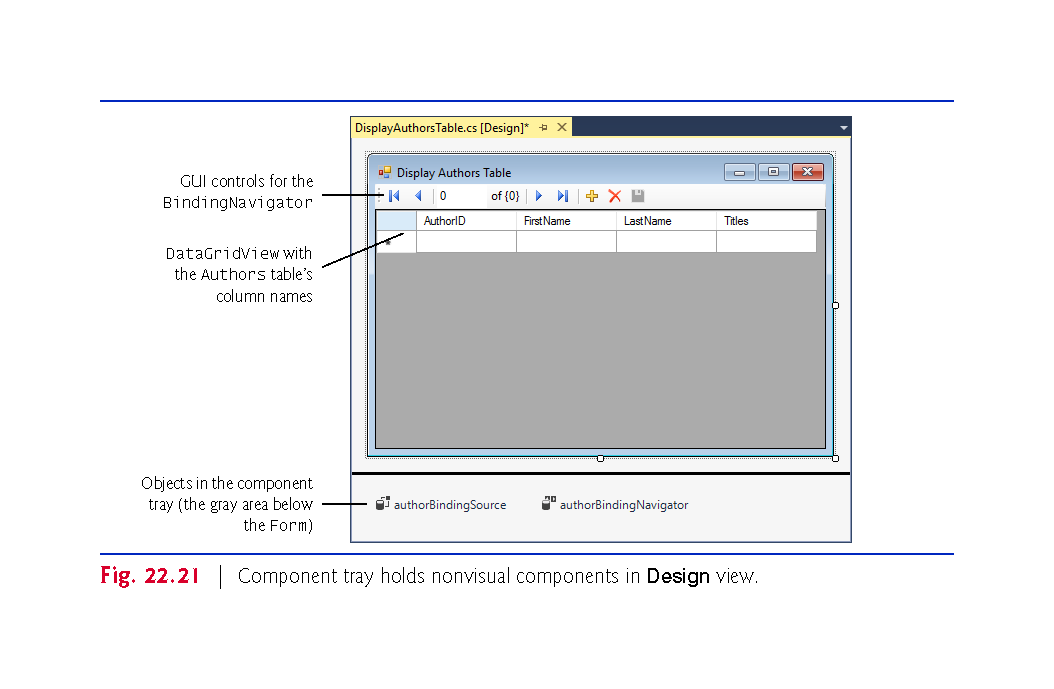 DisplayAuthorsTable.cs [Design]*
Display Authors Table
GUI controls for the
BindingNavigator
0 of {0}
AuthorID FirstName LastName Titles
DataGridView with
the Authors table’s
column names
Objects in the component
tray (the gray area below
the Form)
authorBindingSource authorBindingNavigator
Fig. 22.21 | Component tray holds nonvisual components in Design view.